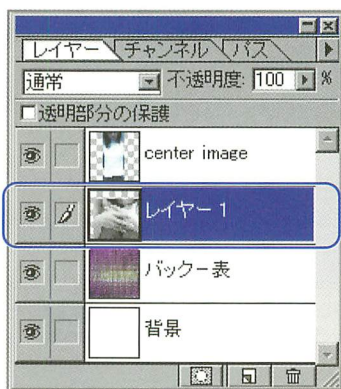 レイヤー チャンネル パス
通常 不透明度: 100 %
透明部分の保護
center image
レイヤー 1
バックー表
背景